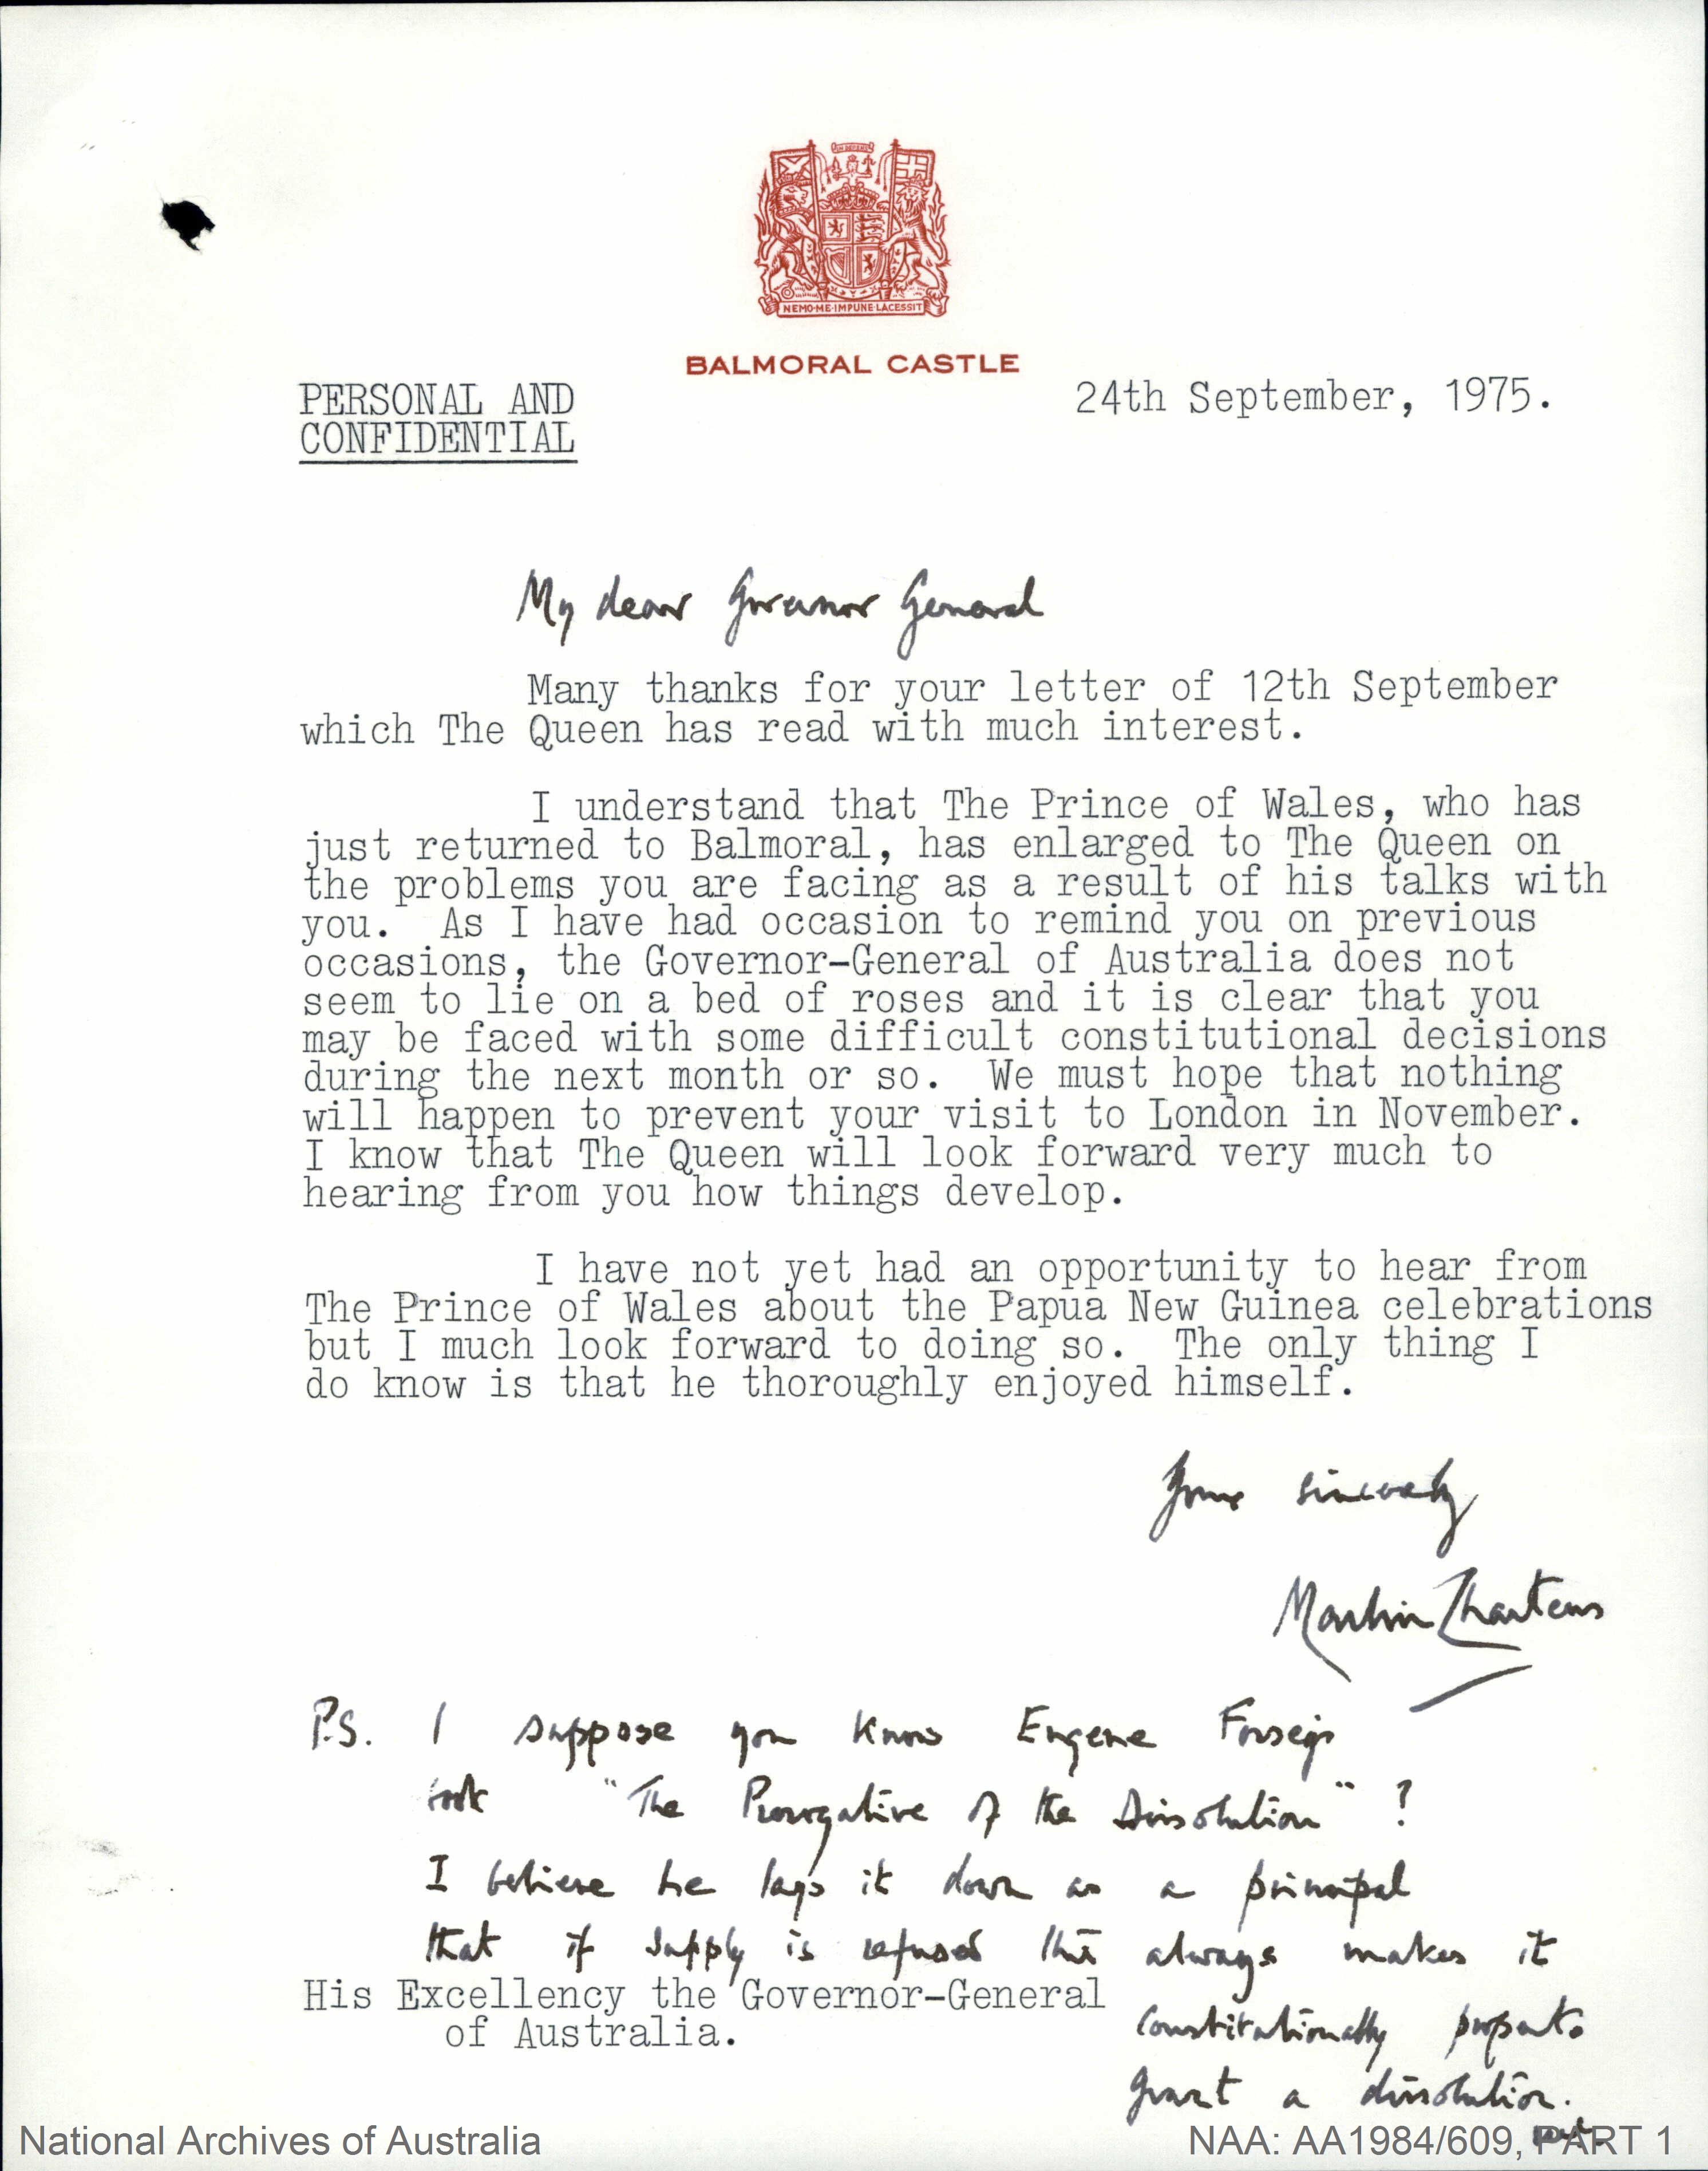 IN DEFENS
NEMO·ME·IMPUNE·LACESSIT
BALMORAL CASTLE
PERSONAL AND
CONFIDENTIAL
24th September, 1975.
My dear Governor General
Many thanks for your letter of 12th September
which The Queen has read with much interest.
I understand that The Prince of Wales, who has
just returned to Balmoral, has enlarged to The Queen on
the problems you are facing as a result of his talks with
you.  As I have had occasion to remind you on previous
occasions, the Governor-General of Australia does not
seem to lie on a bed of roses and it is clear that you
may be faced with some difficult constitutional decisions
during the next month or so.  We must hope that nothing
will happen to prevent your visit to London in November.
I know that The Queen will look forward very much to
hearing from you how things develop.
I have not yet had an opportunity to hear from
The Prince of Wales about the Papua New Guinea celebrations
but I much look forward to doing so.  The only thing I
do know is that he thoroughly enjoyed himself.
Yours sincerely
Martin Charteris
P.S. I suppose you know Eugene Forsey's
book "The Prerogative of the Dissolution"?
I believe he lays it down as a principal
that if supply is refused this always makes it
constitutionally proper to
grant a dissolution.
His Excellency the Governor-General
of Australia.
National Archives of Australia
NAA: AA1984/609, PART 1